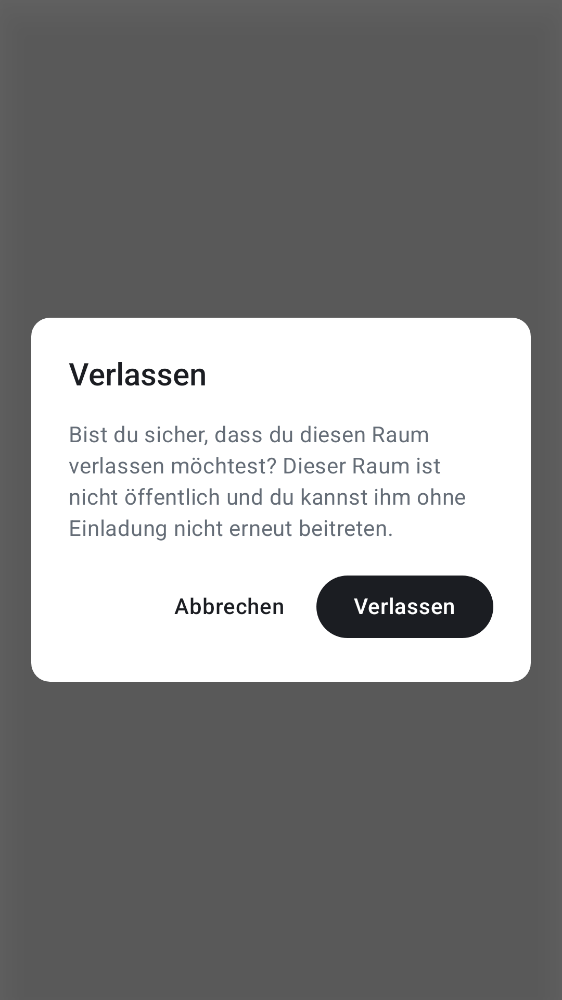 Verlassen
Bist du sicher, dass du diesen Raum
verlassen möchtest? Dieser Raum ist
nicht öffentlich und du kannst ihm ohne
Einladung nicht erneut beitreten.
Abbrechen
Verlassen